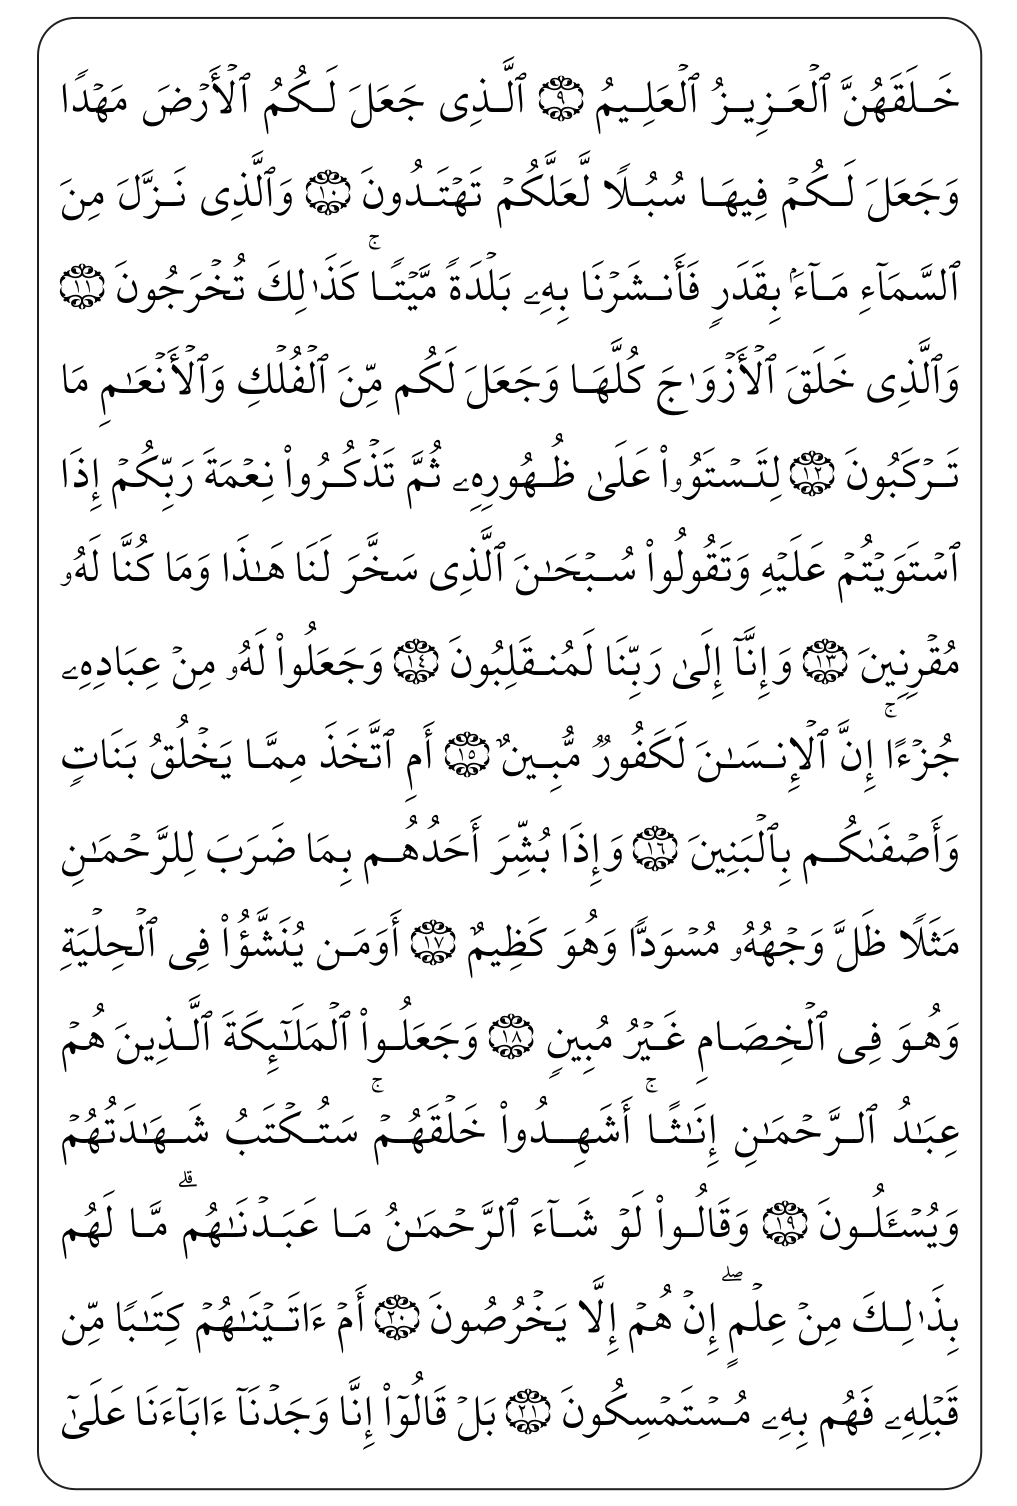 خَلَقَهُنَّ ٱلْعَزِيزُ ٱلْعَلِيمُ ٩ ٱلَّذِى جَعَلَ لَكُمُ ٱلْأَرْضَ مَهْدًا
وَجَعَلَ لَكُمْ فِيهَا سُبُلًا لَّعَلَّكُمْ تَهْتَدُونَ ١٠ وَٱلَّذِى نَزَّلَ مِنَ
ٱلسَّمَآءِ مَآءًۢ بِقَدَرٍ فَأَنشَرْنَا بِهِۦ بَلْدَةً مَّيْتًا ۚ كَذَٰلِكَ تُخْرَجُونَ ١١
وَٱلَّذِى خَلَقَ ٱلْأَزْوَٰجَ كُلَّهَا وَجَعَلَ لَكُم مِّنَ ٱلْفُلْكِ وَٱلْأَنْعَـٰمِ مَا
تَرْكَبُونَ ١٢ لِتَسْتَوُۥا۟ عَلَىٰ ظُهُورِهِۦ ثُمَّ تَذْكُرُوا۟ نِعْمَةَ رَبِّكُمْ إِذَا
ٱسْتَوَيْتُمْ عَلَيْهِ وَتَقُولُوا۟ سُبْحَـٰنَ ٱلَّذِى سَخَّرَ لَنَا هَـٰذَا وَمَا كُنَّا لَهُۥ
مُقْرِنِينَ ١٣ وَإِنَّآ إِلَىٰ رَبِّنَا لَمُنقَلِبُونَ ١٤ وَجَعَلُوا۟ لَهُۥ مِنْ عِبَادِهِۦ
جُزْءًا ۚ إِنَّ ٱلْإِنسَـٰنَ لَكَفُورٌ مُّبِينٌ ١٥ أَمِ ٱتَّخَذَ مِمَّا يَخْلُقُ بَنَاتٍ
وَأَصْفَىٰكُم بِٱلْبَنِينَ ١٦ وَإِذَا بُشِّرَ أَحَدُهُم بِمَا ضَرَبَ لِلرَّحْمَـٰنِ
مَثَلًا ظَلَّ وَجْهُهُۥ مُسْوَدًّا وَهُوَ كَظِيمٌ ١٧ أَوَمَن يُنَشَّؤُا۟ فِى ٱلْحِلْيَةِ
وَهُوَ فِى ٱلْخِصَامِ غَيْرُ مُبِينٍ ١٨ وَجَعَلُوا۟ ٱلْمَلَـٰٓئِكَةَ ٱلَّذِينَ هُمْ
عِبَـٰدُ ٱلرَّحْمَـٰنِ إِنَـٰثًا ۚ أَشَهِدُوا۟ خَلْقَهُمْ ۚ سَتُكْتَبُ شَهَـٰدَتُهُمْ
وَيُسْـَٔلُونَ ١٩ وَقَالُوا۟ لَوْ شَآءَ ٱلرَّحْمَـٰنُ مَا عَبَدْنَـٰهُم ۗ مَّا لَهُم
بِذَٰلِكَ مِنْ عِلْمٍ ۖ إِنْ هُمْ إِلَّا يَخْرُصُونَ ٢٠ أَمْ ءَاتَيْنَـٰهُمْ كِتَـٰبًا مِّن
قَبْلِهِۦ فَهُم بِهِۦ مُسْتَمْسِكُونَ ٢١ بَلْ قَالُوٓا۟ إِنَّا وَجَدْنَآ ءَابَآءَنَا عَلَىٰٓ